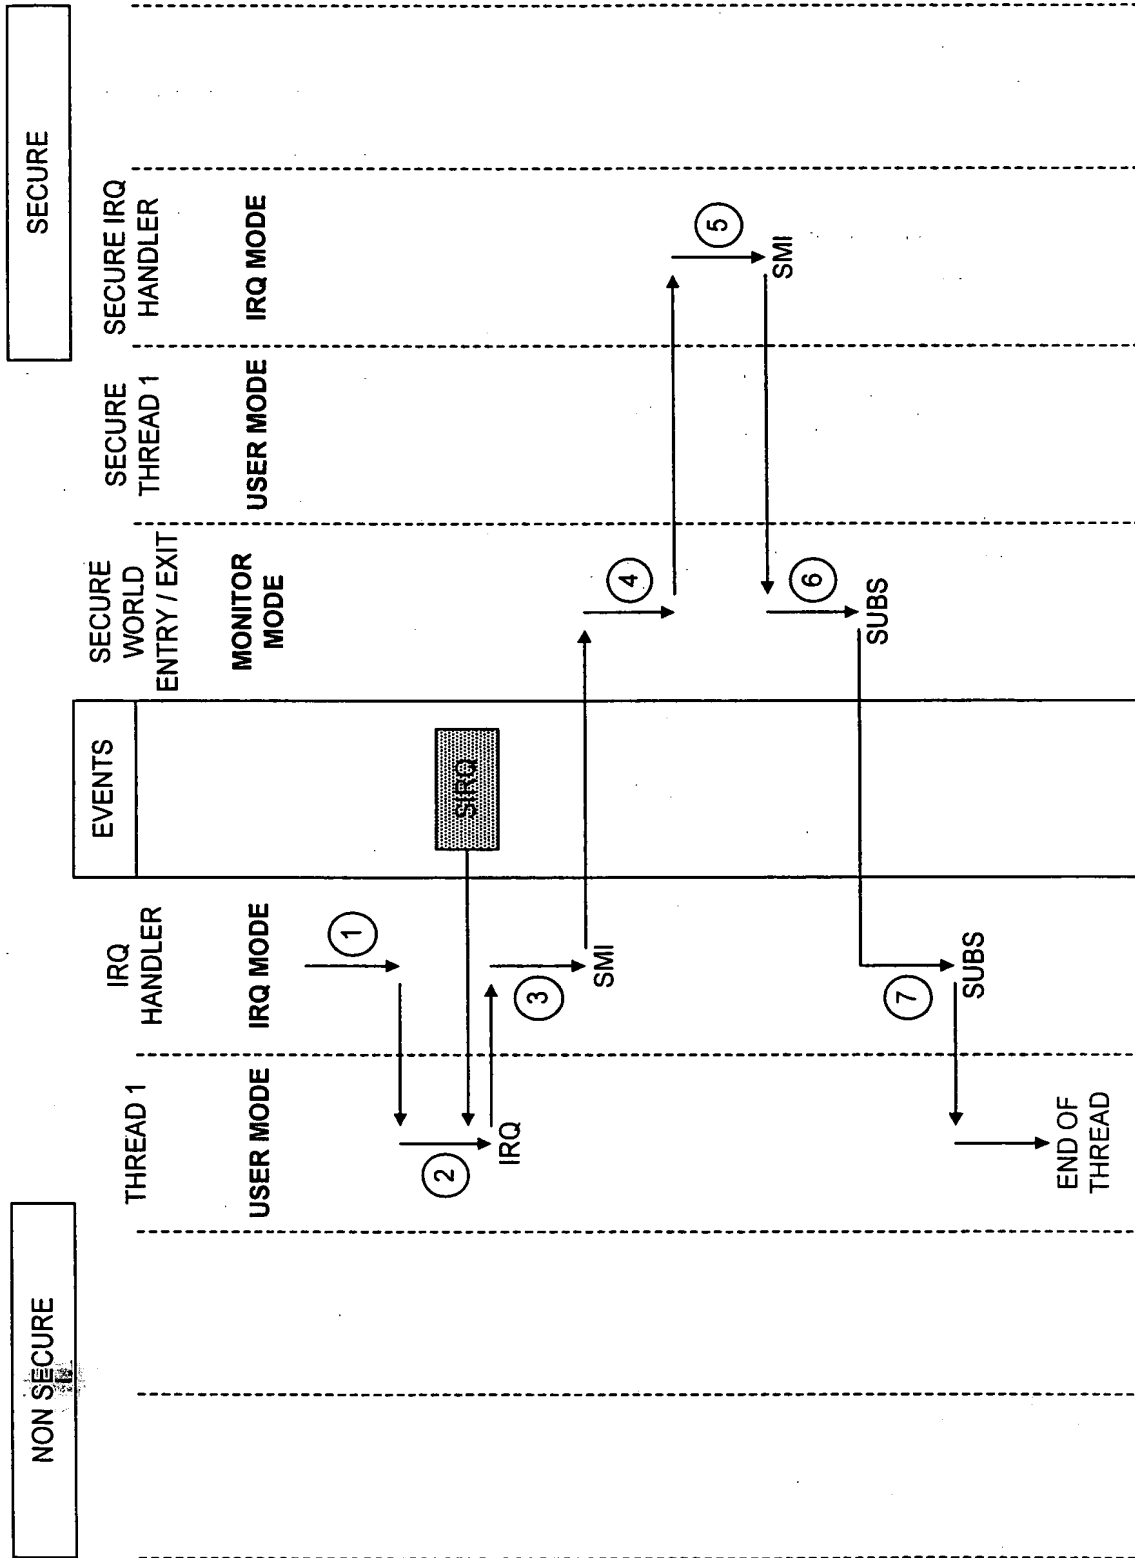 NON SECURE
SECURE
EVENTS
THREAD 1
USER MODE
IRQ
HANDLER
IRQ MODE
SECURE
WORLD
ENTRY / EXIT
MONITOR
MODE
SECURE
THREAD 1
USER MODE
SECURE IRQ
HANDLER
IRQ MODE
1
2
SIRQ
IRQ
3
SMI
4
5
SMI
6
SUBS
7
SUBS
END OF
THREAD